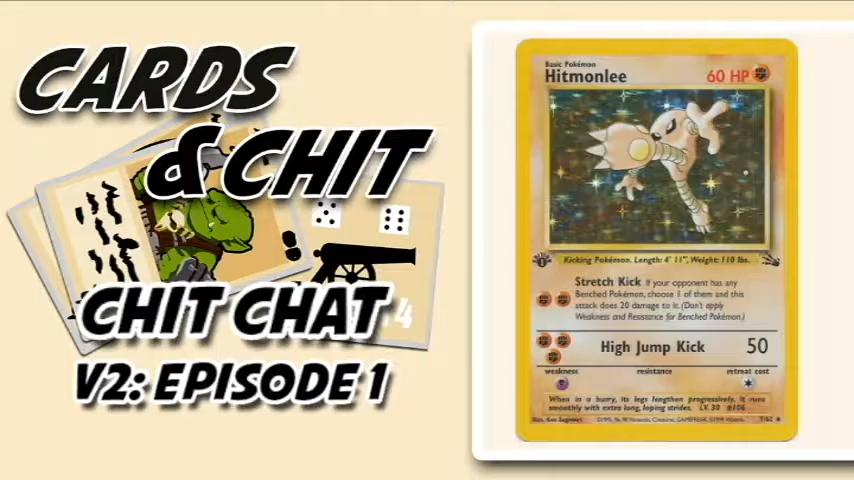 CARDS
& CHIT
CHIT CHAT
V2: EPISODE 1
4
Basic Pokémon
Hitmonlee
60 HP
Kicking Pokémon. Length: 4' 11", Weight: 110 lbs.
Stretch Kick If your opponent has any
Benched Pokémon, choose 1 of them and this
attack does 20 damage to it. (Don't apply
Weakness and Resistance for Benched Pokémon.)
High Jump Kick 50
weakness resistance retreat cost
When in a hurry, its legs lengthen progressively. It runs
smoothly with extra long, loping strides. LV. 30 #106
7/62